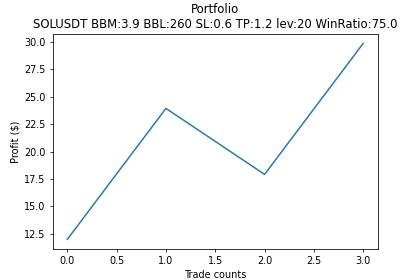 Portfolio
SOLUSDT BBM:3.9 BBL:260 SL:0.6 TP:1.2 lev:20 WinRatio:75.0
30.0
27.5
25.0
22.5
20.0
17.5
15.0
12.5
Profit ($)
0.0 0.5 1.0 1.5 2.0 2.5 3.0
Trade counts